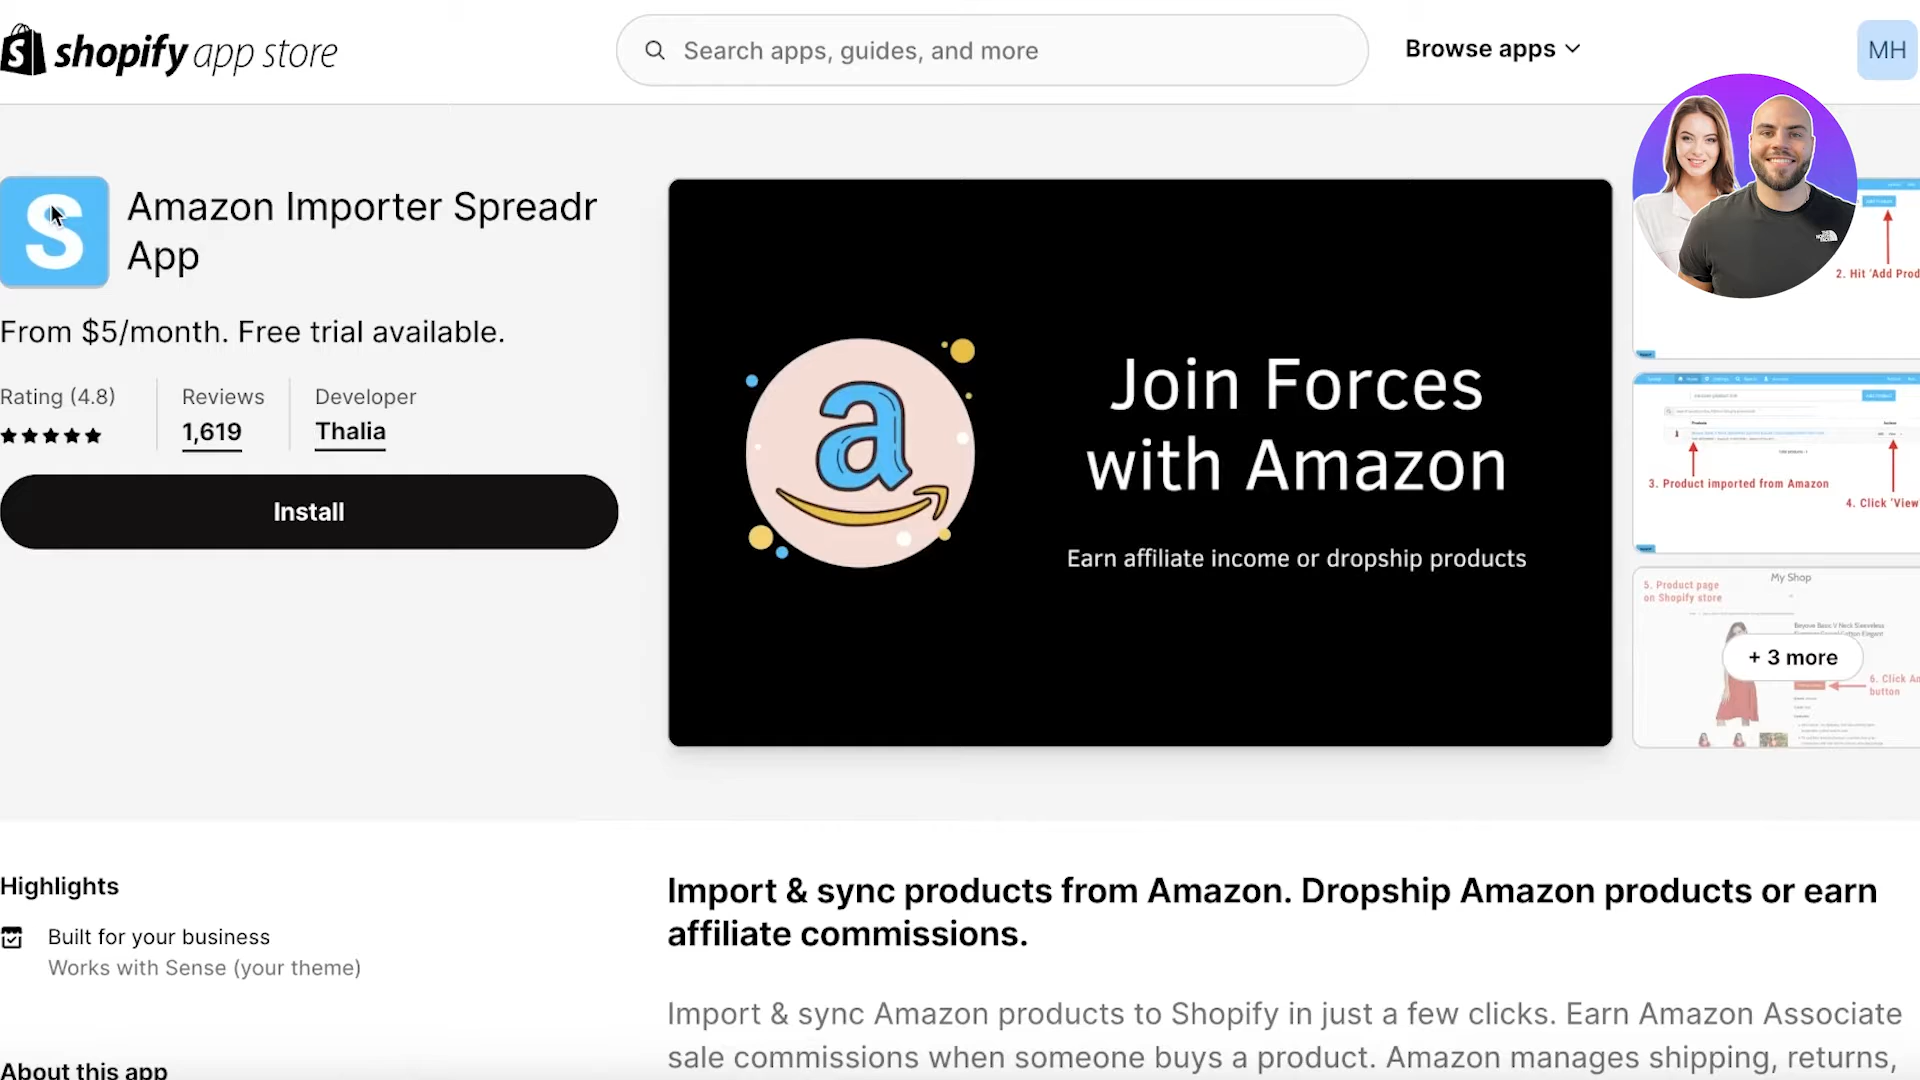 shopify app store
Search apps, guides, and more
Browse apps
MH
S
Amazon Importer Spreadr
App
From $5/month. Free trial available.
Rating (4.8)
Reviews
1,619
Developer
Thalia
Install
a
Join Forces
with Amazon
Earn affiliate income or dropship products
2. Hit 'Add Prod
3. Product imported from Amazon
4. Click 'View'
5. Product page
on Shopify store
My Shop
+ 3 more
6. Click Am
button
Highlights
Built for your business
Works with Sense (your theme)
About this app
Import & sync products from Amazon. Dropship Amazon products or earn
affiliate commissions.
Import & sync Amazon products to Shopify in just a few clicks. Earn Amazon Associate
sale commissions when someone buys a product. Amazon manages shipping, returns,